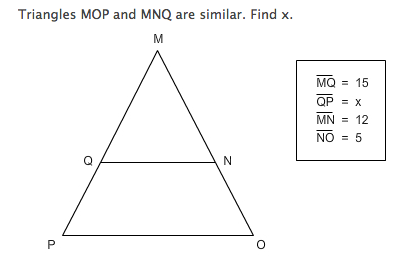 Triangles MOP and MNQ are similar. Find x.
M
MQ = 15
QP = x
MN = 12
NO = 5
Q
N
P
O